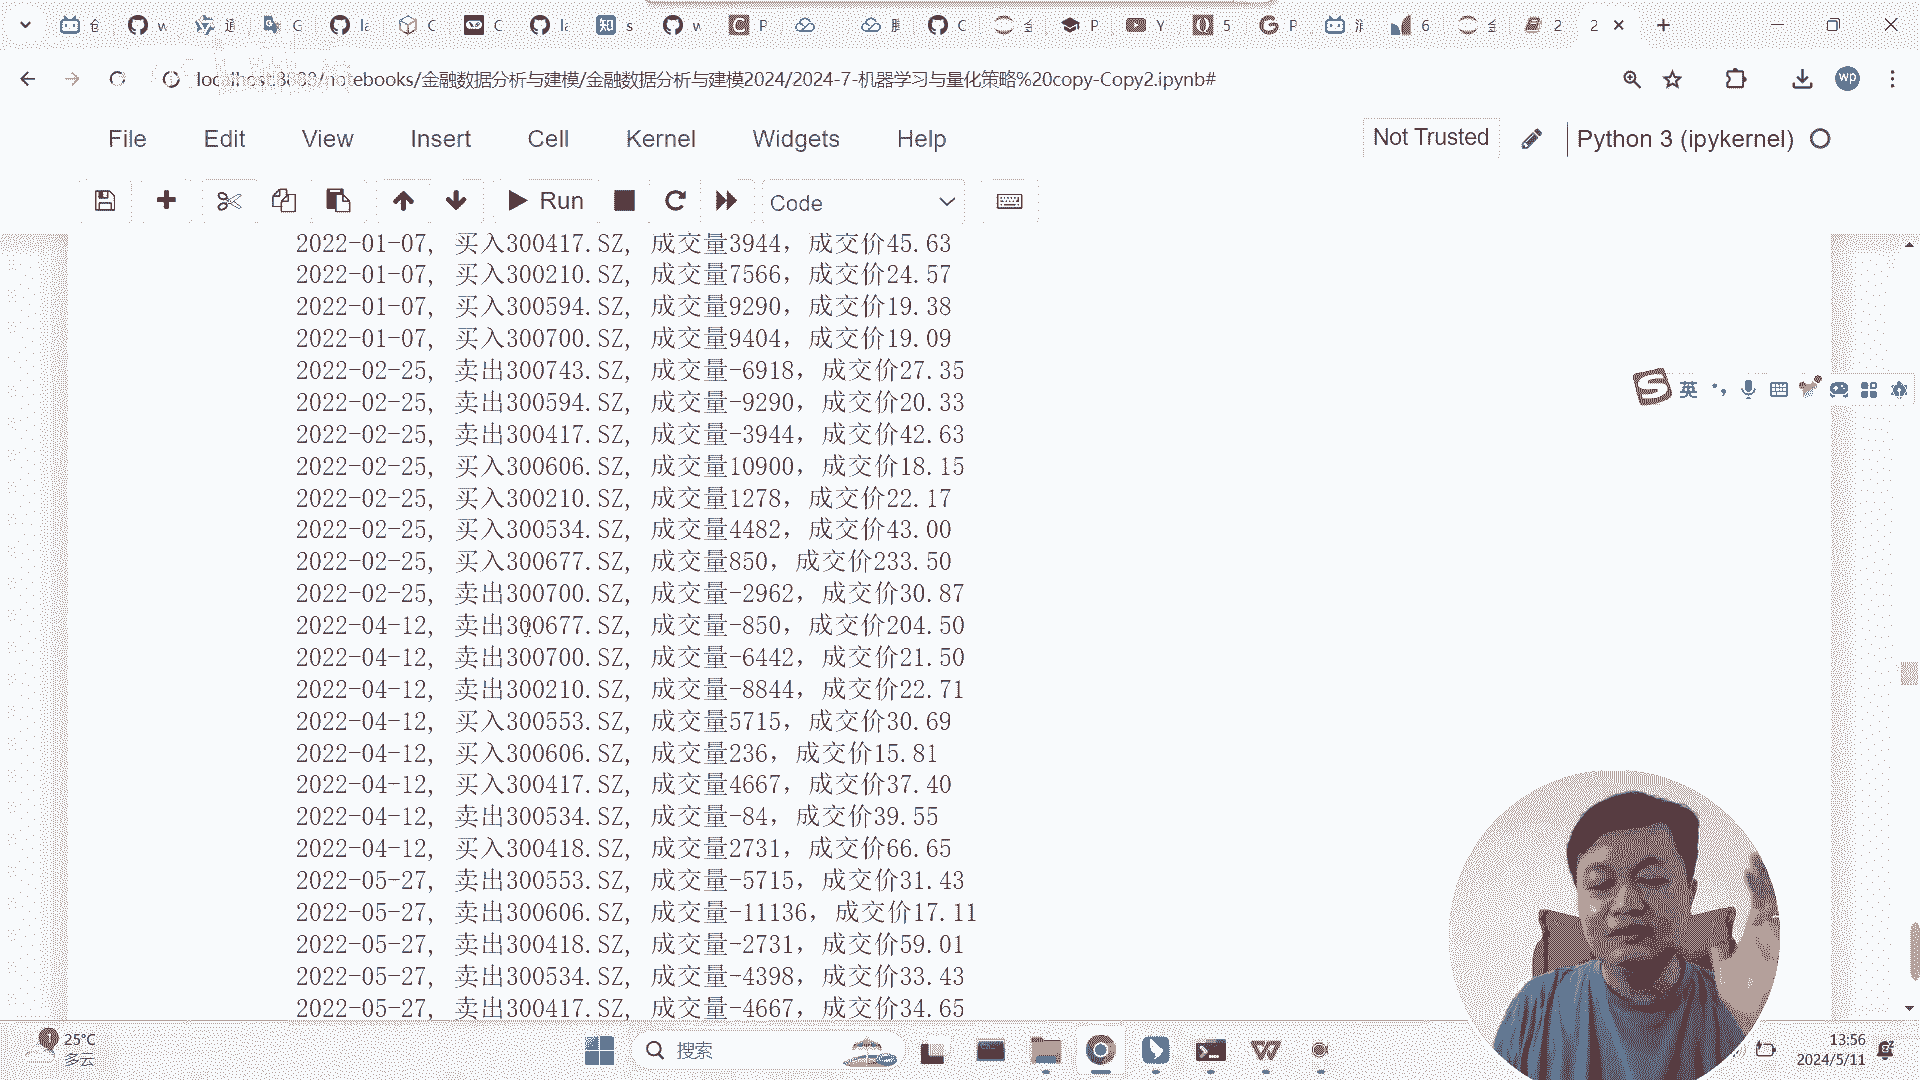 localhost:8888/notebooks/金融数据分析与建模/金融数据分析与建模2024/2024-7-机器学习与量化策略%20copy-Copy2.ipynb#
wp
File Edit View Insert Cell Kernel Widgets Help
Not Trusted
Python 3 (ipykernel)
Run
Code
2022-01-07, 买入300417.SZ, 成交量3944, 成交价45.63
2022-01-07, 买入300210.SZ, 成交量7566, 成交价24.57
2022-01-07, 买入300594.SZ, 成交量9290, 成交价19.38
2022-01-07, 买入300700.SZ, 成交量9404, 成交价19.09
2022-02-25, 卖出300743.SZ, 成交量-6918, 成交价27.35
2022-02-25, 卖出300594.SZ, 成交量-9290, 成交价20.33
2022-02-25, 卖出300417.SZ, 成交量-3944, 成交价42.63
2022-02-25, 买入300606.SZ, 成交量10900, 成交价18.15
2022-02-25, 买入300210.SZ, 成交量1278, 成交价22.17
2022-02-25, 买入300534.SZ, 成交量4482, 成交价43.00
2022-02-25, 买入300677.SZ, 成交量850, 成交价233.50
2022-02-25, 卖出300700.SZ, 成交量-2962, 成交价30.87
2022-04-12, 卖出300677.SZ, 成交量-850, 成交价204.50
2022-04-12, 卖出300700.SZ, 成交量-6442, 成交价21.50
2022-04-12, 卖出300210.SZ, 成交量-8844, 成交价22.71
2022-04-12, 买入300553.SZ, 成交量5715, 成交价30.69
2022-04-12, 买入300606.SZ, 成交量236, 成交价15.81
2022-04-12, 买入300417.SZ, 成交量4667, 成交价37.40
2022-04-12, 卖出300534.SZ, 成交量-84, 成交价39.55
2022-04-12, 买入300418.SZ, 成交量2731, 成交价66.65
2022-05-27, 卖出300553.SZ, 成交量-5715, 成交价31.43
2022-05-27, 卖出300606.SZ, 成交量-11136, 成交价17.11
2022-05-27, 卖出300418.SZ, 成交量-2731, 成交价59.01
2022-05-27, 卖出300534.SZ, 成交量-4398, 成交价33.43
2022-05-27, 卖出300417.SZ, 成交量-4667, 成交价34.65
英
25°C
多云
搜索
13:56
2024/5/11